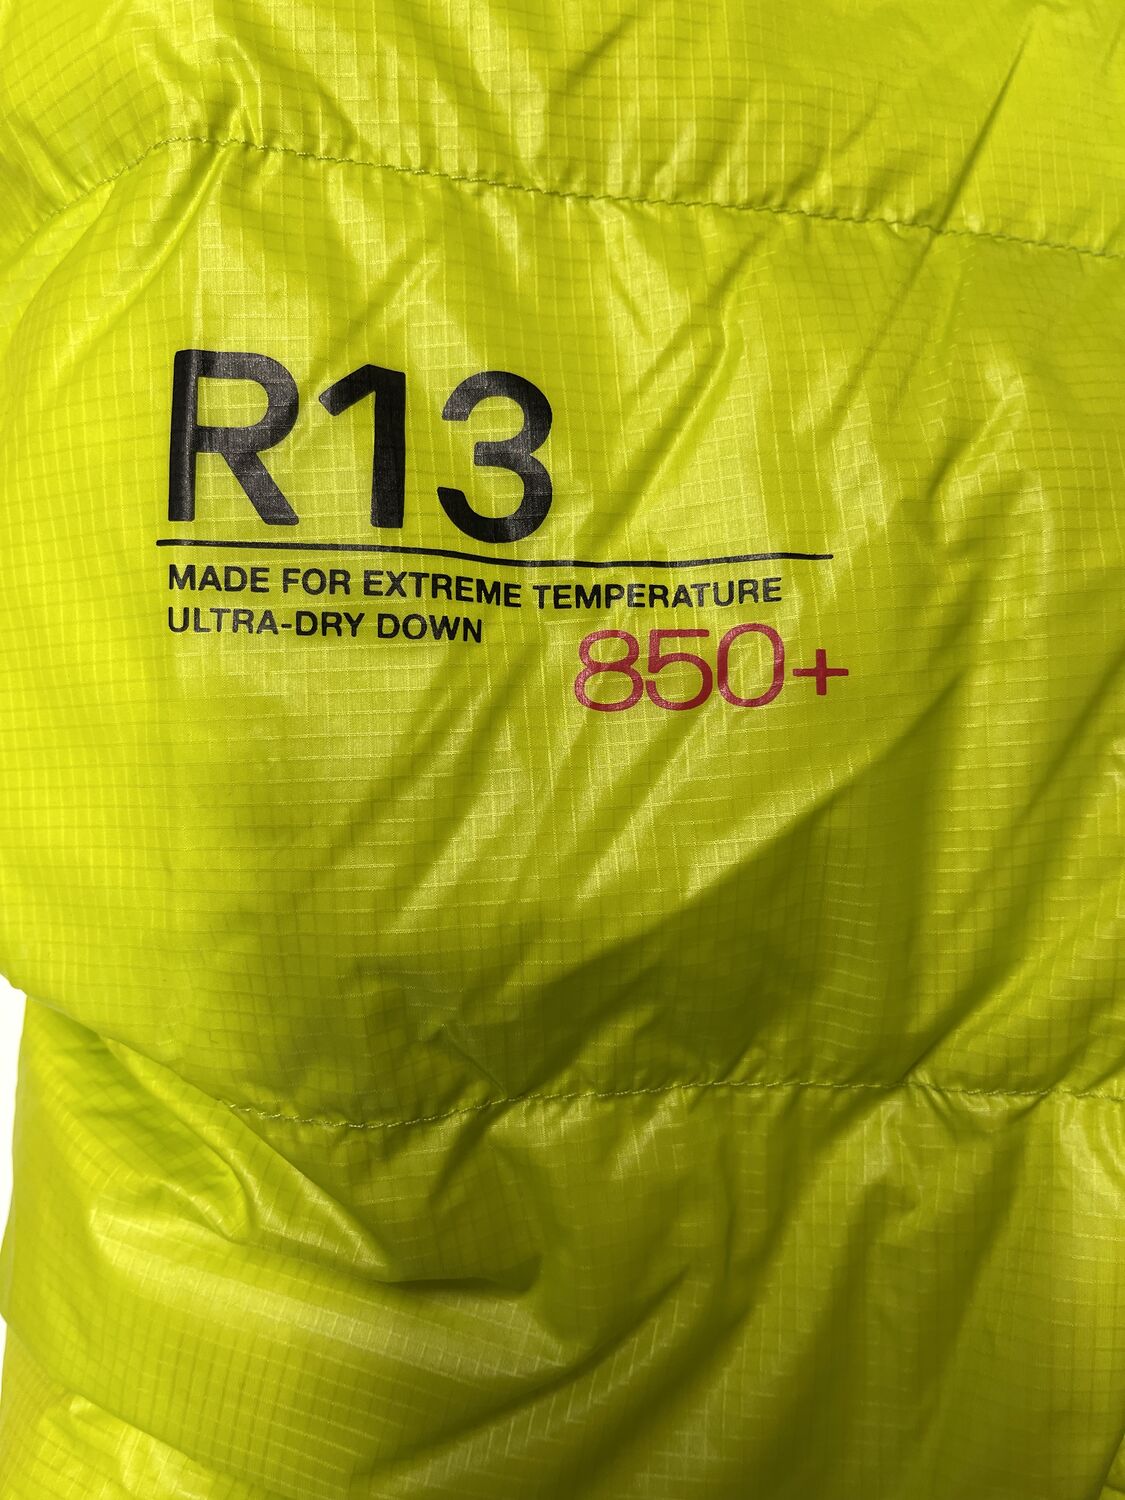 R13
MADE FOR EXTREME TEMPERATURE
ULTRA-DRY DOWN
850+